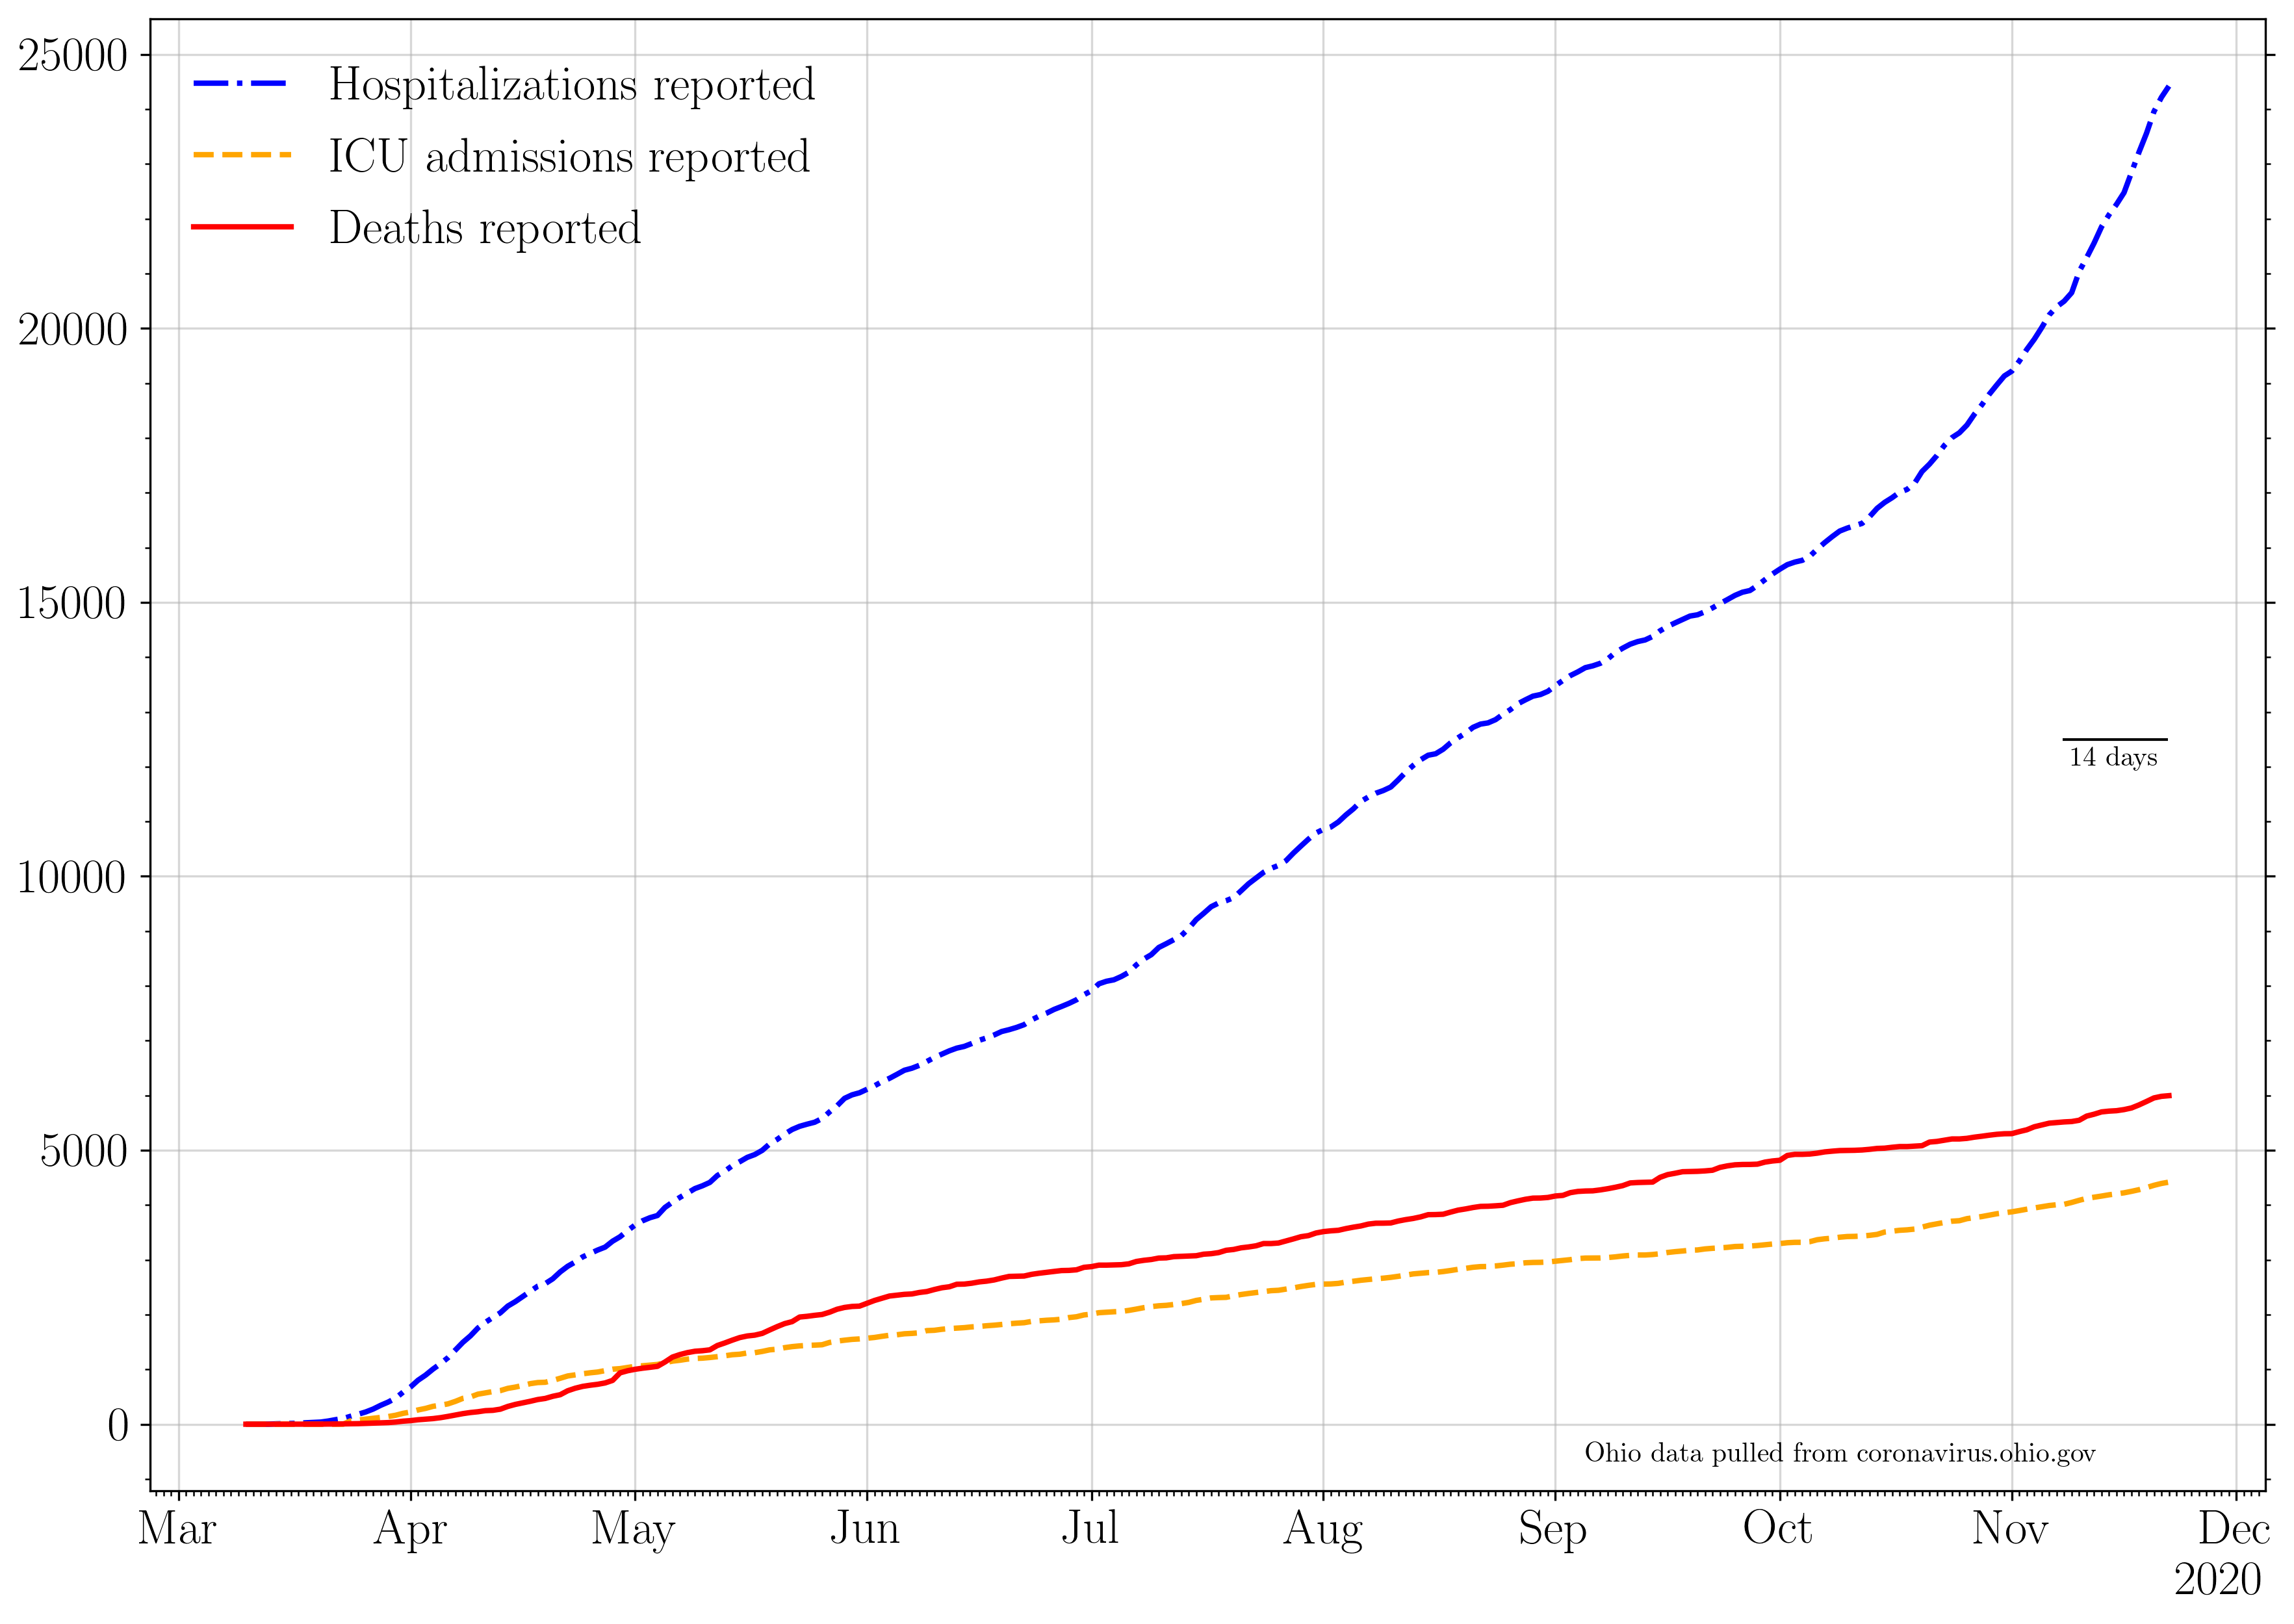 25000
20000
15000
10000
5000
0
Hospitalizations reported
ICU admissions reported
Deaths reported
14 days
Ohio data pulled from coronavirus.ohio.gov
Mar Apr May Jun Jul Aug Sep Oct Nov Dec
2020